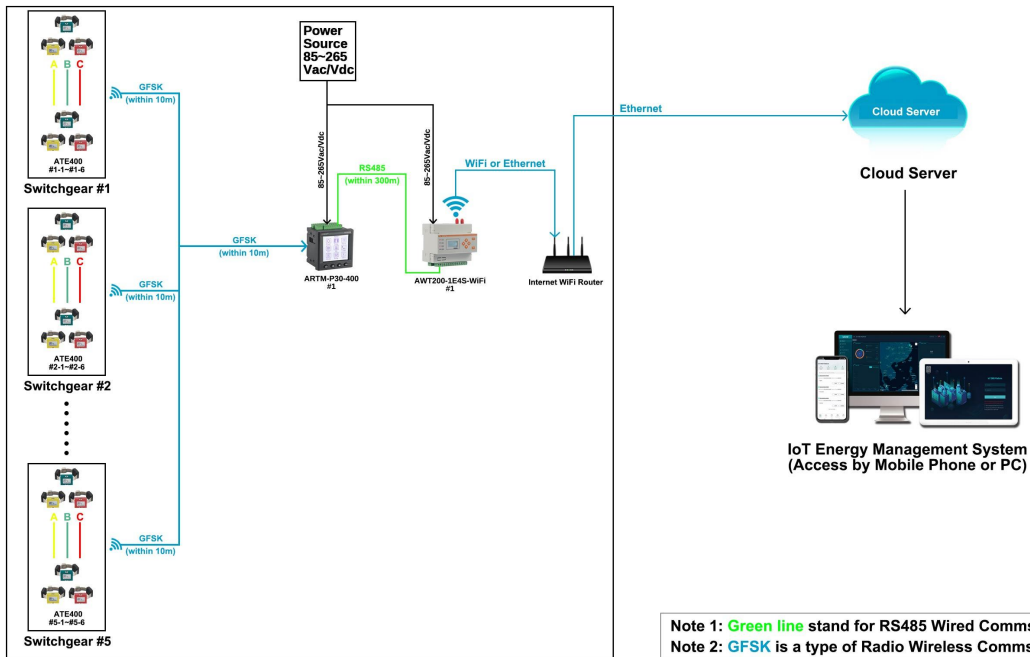 A B C
ATE400
#1-1~#1-6
Switchgear #1
GFSK
(within 10m)
A B C
ATE400
#2-1~#2-6
Switchgear #2
GFSK
(within 10m)
A B C
ATE400
#5-1~#5-6
Switchgear #5
GFSK
(within 10m)
GFSK
(within 10m)
Power
Source
85~265
Vac/Vdc
85~265Vac/Vdc
85~265Vac/Vdc
RS485
(within 300m)
ARTM-P30-400
#1
AWT200-1E4S-WiFi
#1
WiFi or Ethernet
Internet WiFi Router
Ethernet
Cloud Server
Cloud Server
IoT Energy Management System
(Access by Mobile Phone or PC)
Note 1: Green line stand for RS485 Wired Comms
Note 2: GFSK is a type of Radio Wireless Comms